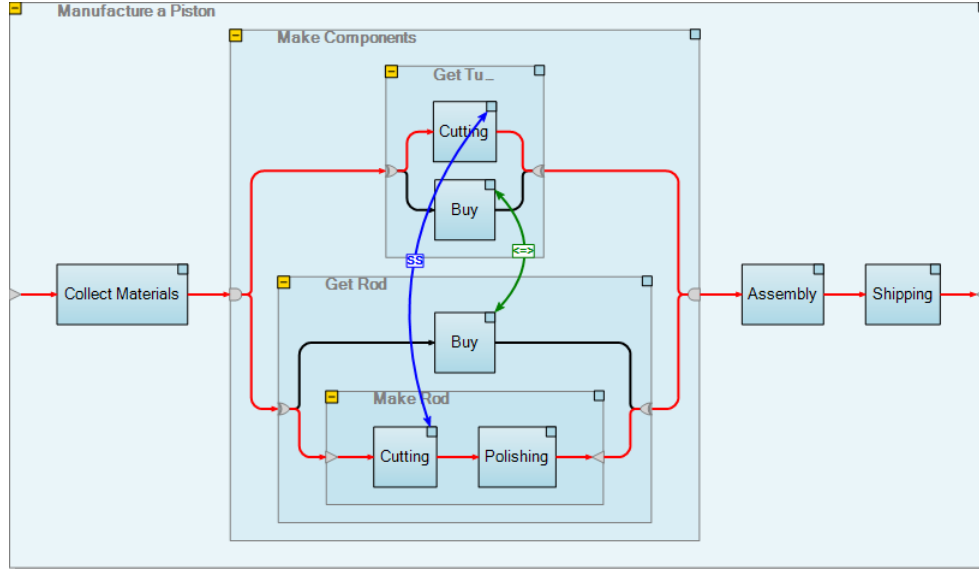 Manufacture a Piston
Make Components
Get Tu...
Cutting
Buy
<=>
SS
Collect Materials
Get Rod
Assembly
Shipping
Buy
Make Rod
Cutting
Polishing